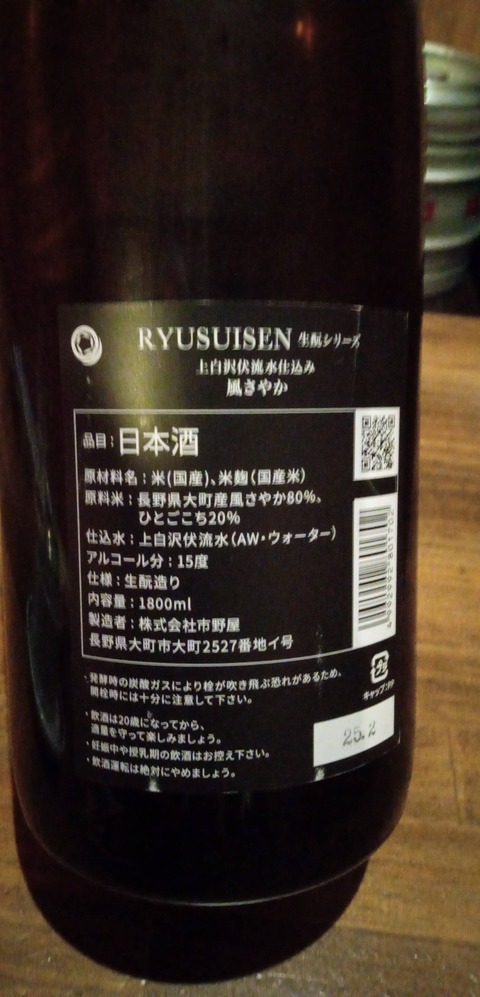 RYUSUISEN 生酛シリーズ
上白沢伏流水仕込み
風さやか
品目：日本酒
原材料名：米(国産)、米麹（国産米）
原料米：長野県大町産風さやか80%、
ひとごこち20%
仕込水：上白沢伏流水（AW・ウォーター）
アルコール分：15度
仕様：生酛造り
内容量：1800ml
製造者：株式会社市野屋
長野県大町市大町2527番地イ号
4 992992 801702
キャップ:PP
・発酵時の炭酸ガスにより栓が吹き飛ぶ恐れがあるため、
開栓時には十分に注意して下さい。
・飲酒は20歳になってから、
適量を守って楽しみましょう。
・妊娠中や授乳期の飲酒はお控え下さい。
・飲酒運転は絶対にやめましょう。
25.2